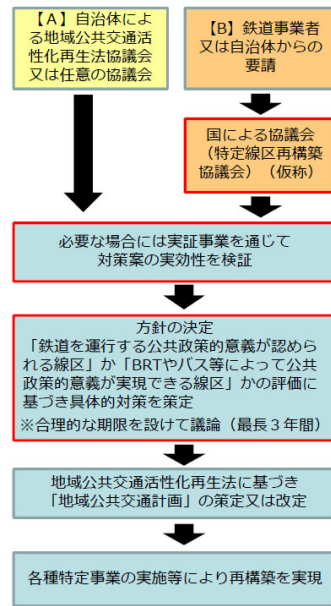 【A】自治体によ
る地域公共交通活
性化再生法協議会
又は任意の協議会
【B】鉄道事業者
又は自治体からの
要請
国による協議会
（特定線区再構築
協議会）（仮称）
必要な場合には実証事業を通じて
対策案の実効性を検証
方針の決定
「鉄道を運行する公共政策的意義が認めら
れる線区」か「BRTやバス等によって公共
政策的意義が実現できる線区」かの評価に
基づき具体的対策を策定
※合理的な期限を設けて議論（最長３年間）
地域公共交通活性化再生法に基づき
「地域公共交通計画」の策定又は改定
各種特定事業の実施等により再構築を実現